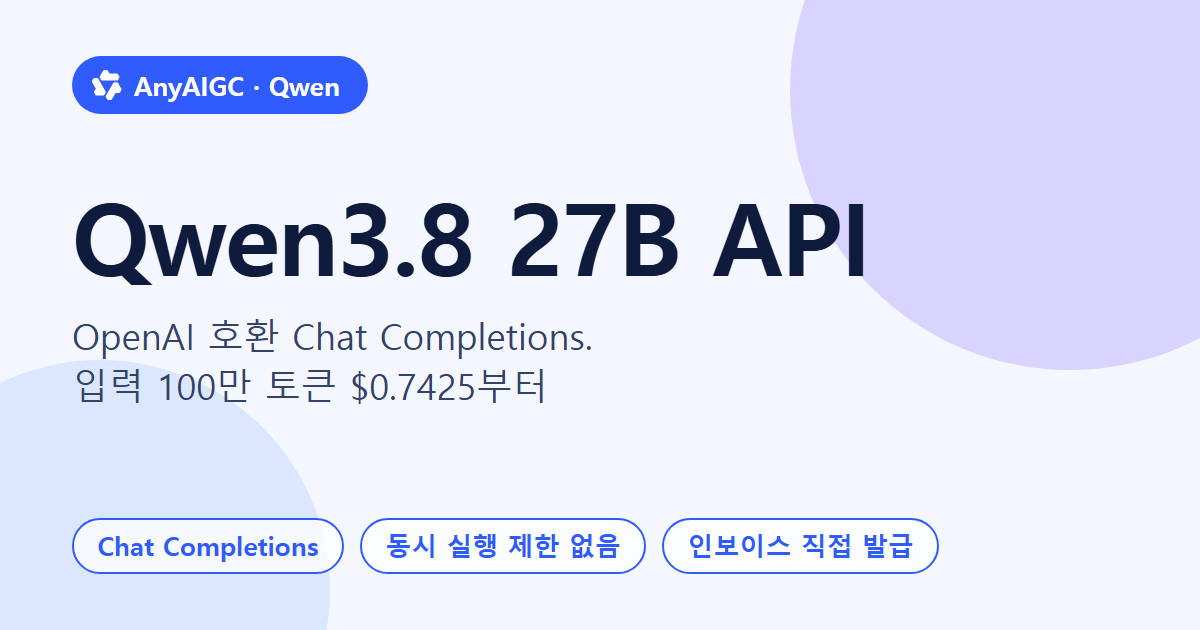 AnyAIGC · Qwen
Qwen3.8 27B API
OpenAI 호환 Chat Completions.
입력 100만 토큰 $0.7425부터
Chat Completions
동시 실행 제한 없음
인보이스 직접 발급